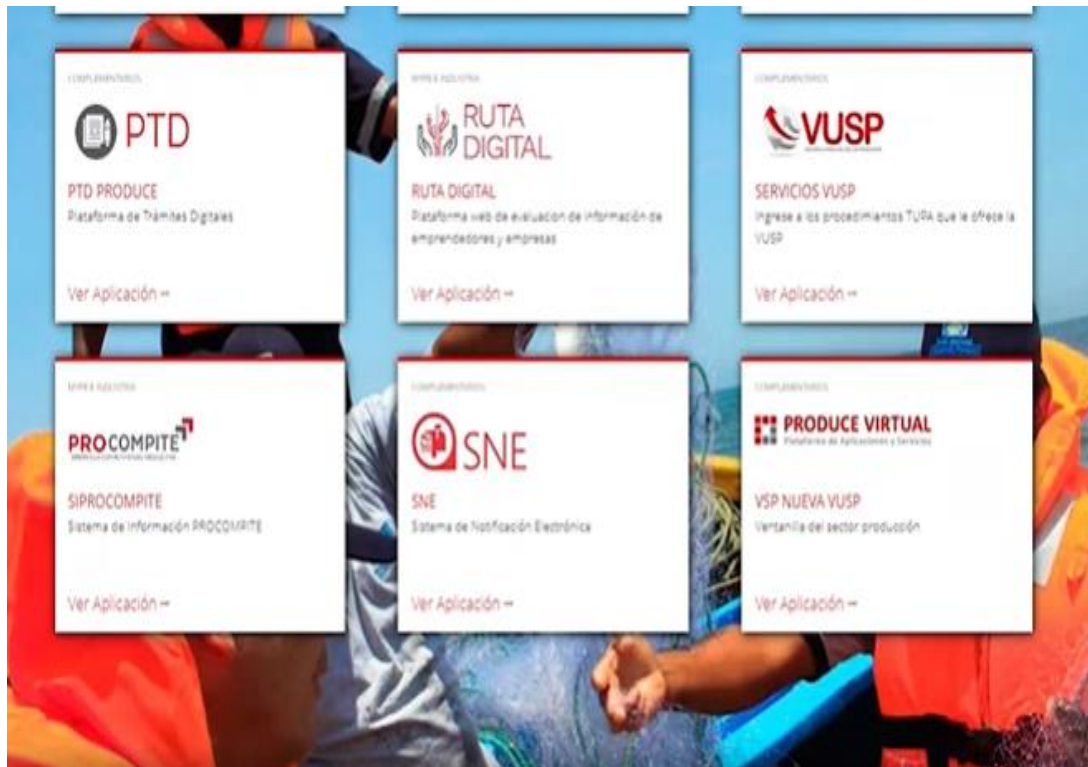 COMPLEMENTARIOS
PTD
PTD PRODUCE
Plataforma de Trámites Digitales
Ver Aplicación →
MYPE E INDUSTRIA
RUTA
DIGITAL
RUTA DIGITAL
Plataforma web de evaluacion de información de
emprendedores y empresas
Ver Aplicación →
COMPLEMENTARIOS
VUSP
SERVICIOS VUSP
Ingrese a los procedimientos TUPA que le ofrece la
VUSP
Ver Aplicación →
MYPE E INDUSTRIA
PROCOMPITE
SIPROCOMPITE
Sistema de Información PROCOMPITE
Ver Aplicación →
COMPLEMENTARIOS
SNE
SNE
Sistema de Notificación Electrónica
Ver Aplicación →
COMPLEMENTARIOS
PRODUCE VIRTUAL
Plataforma de Aplicaciones y Servicios
VSP NUEVA VUSP
Ventanilla del sector producción
Ver Aplicación →